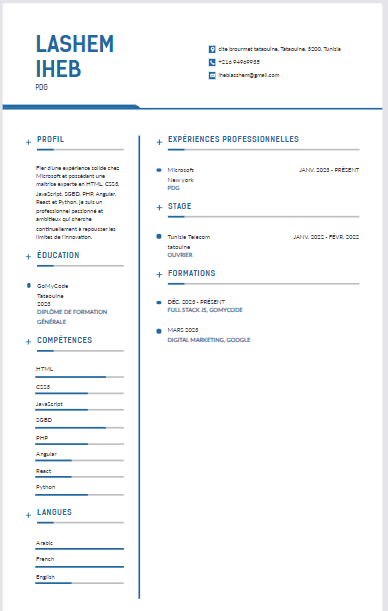 LASHEM
IHEB
PDG
cite brourmet tataouine, Tataouine, 3200, Tunisia
+216 94969935
iheblasshem@gmail.com
PROFIL
Fier d'une expérience solide chez
Microsoft et possédant une
maîtrise experte en HTML, CSS3,
JavaScript, SGBD, PHP, Angular,
React et Python, je suis un
professionnel passionné et
ambitieux qui cherche
continuellement à repousser les
limites de l'innovation.
ÉDUCATION
GoMyCode
Tataouine
2023
DIPLÔME DE FORMATION
GÉNÉRALE
COMPÉTENCES
HTML
CSS3
JavaScript
SGBD
PHP
Angular
React
Python
LANGUES
Arabic
French
English
EXPÉRIENCES PROFESSIONNELLES
Microsoft JANV. 2023 - PRÉSENT
New york
PDG
STAGE
Tunisie Telecom JANV. 2022 - FÉVR. 2022
tatouine
OUVRIER
FORMATIONS
DÉC. 2023 - PRÉSENT
FULL STACK JS, GOMYCODE
MARS 2023
DIGITAL MARKETING, GOOGLE